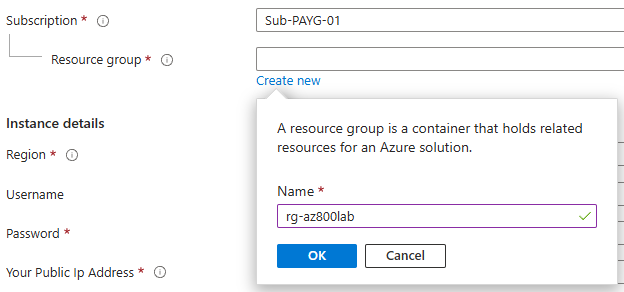 Subscription *
Sub-PAYG-01
Resource group *
Create new
A resource group is a container that holds related
resources for an Azure solution.
Name *
rg-az800lab
OK
Cancel
Instance details
Region *
Username
Password *
Your Public Ip Address *